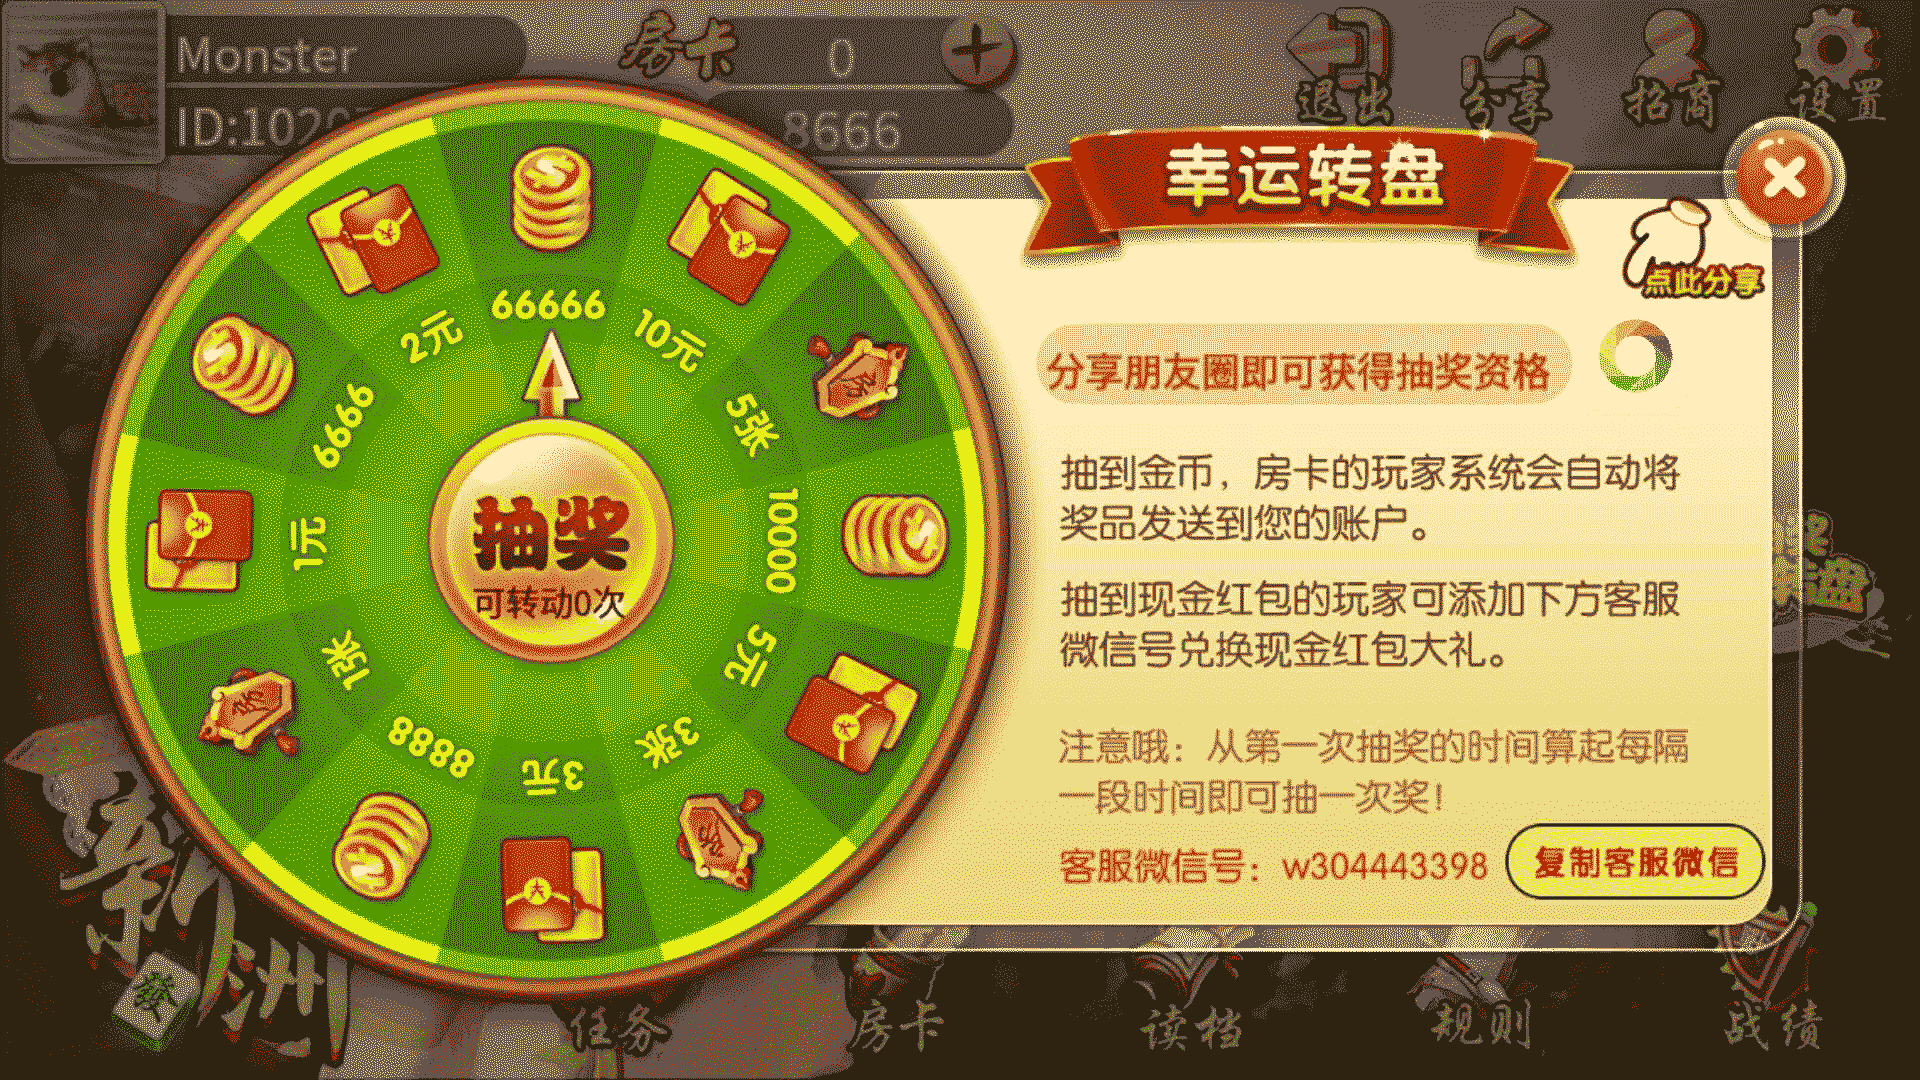 Monster
房卡
0
退出
分享
招商
设置
8666
幸运转盘
点此分享
分享朋友圈即可获得抽奖资格
抽到金币，房卡的玩家系统会自动将
奖品发送到您的账户。
抽到现金红包的玩家可添加下方客服
微信号兑换现金红包大礼。
注意哦：从第一次抽奖的时间算起每隔
一段时间即可抽一次奖！
客服微信号：w304443398
复制客服微信
66666
10元
5张
10000
5元
3张
3元
8888
1张
1元
6666
2元
抽奖
可转动0次
發
任务
房卡
读档
规则
战绩